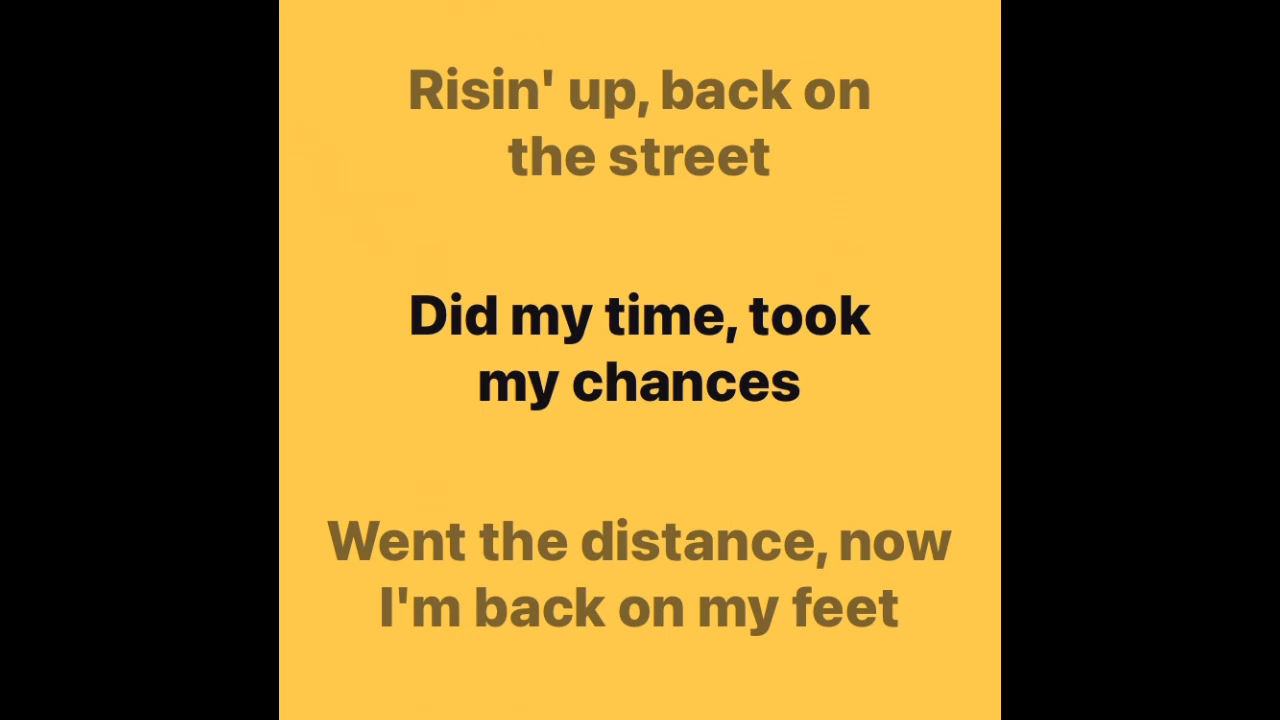 Risin' up, back on
the street
Did my time, took
my chances
Went the distance, now
I'm back on my feet